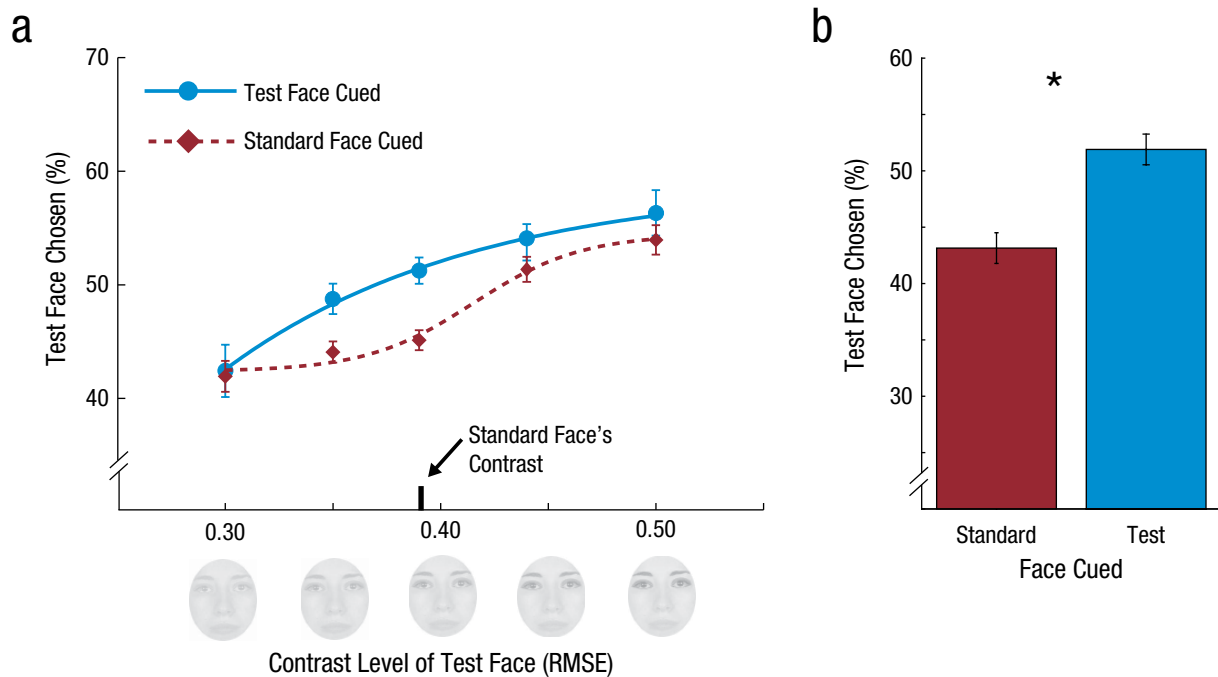 a
70
60
50
40
Test Face Chosen (%)
Test Face Cued
Standard Face Cued
Standard Face's
Contrast
0.30
0.40
0.50
Contrast Level of Test Face (RMSE)
b
60
50
40
30
Test Face Chosen (%)
*
Standard
Test
Face Cued